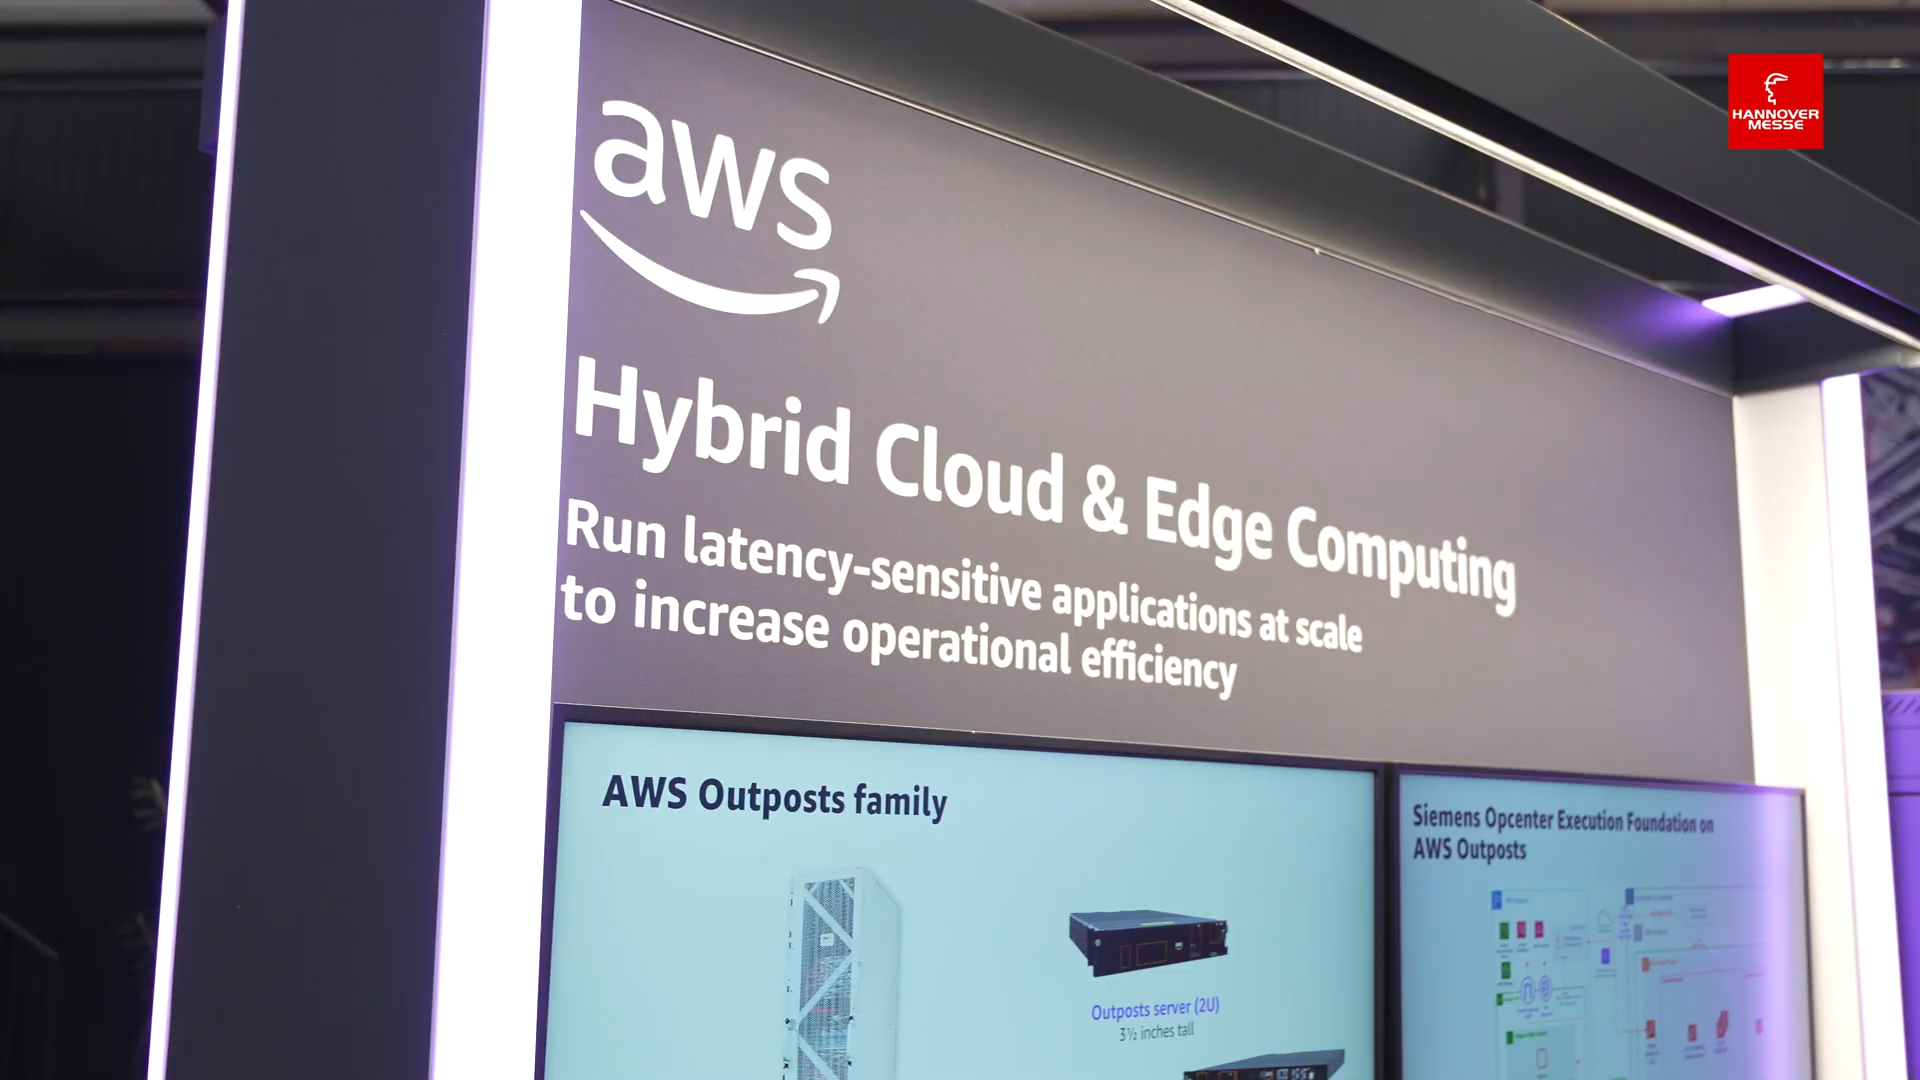 HANNOVER
MESSE
aws
Hybrid Cloud & Edge Computing
Run latency-sensitive applications at scale
to increase operational efficiency
AWS Outposts family
Outposts server (2U)
3½ inches tall
Siemens Opcenter Execution Foundation on
AWS Outposts